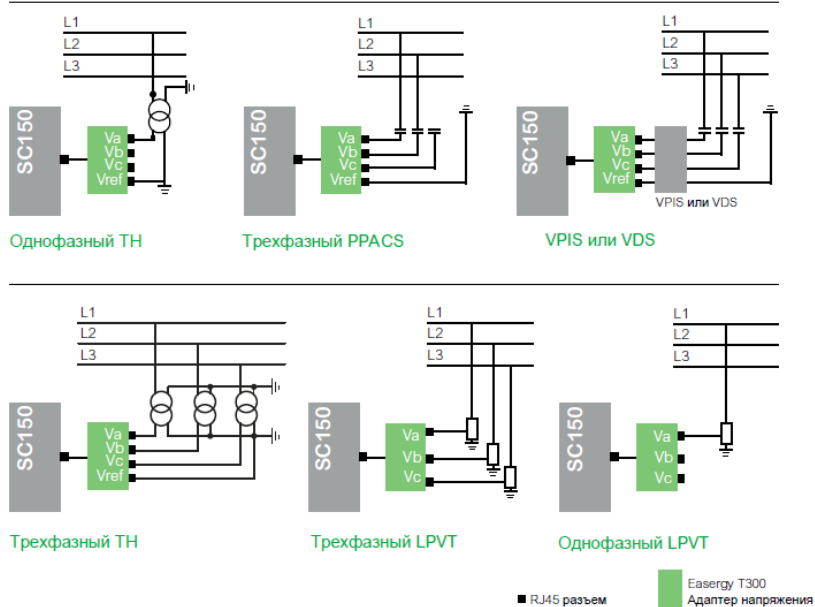 L1
L2
L3
SC150
Va
Vb
Vc
Vref
Однофазный ТН
L1
L2
L3
SC150
Va
Vb
Vc
Vref
Трехфазный PPACS
L1
L2
L3
SC150
Va
Vb
Vc
Vref
VPIS или VDS
VPIS или VDS
L1
L2
L3
SC150
Va
Vb
Vc
Vref
Трехфазный ТН
L1
L2
L3
SC150
Va
Vb
Vc
Трехфазный LPVT
L1
L2
L3
SC150
Va
Vb
Vc
Однофазный LPVT
RJ45 разъем
Easergy T300
Адаптер напряжения